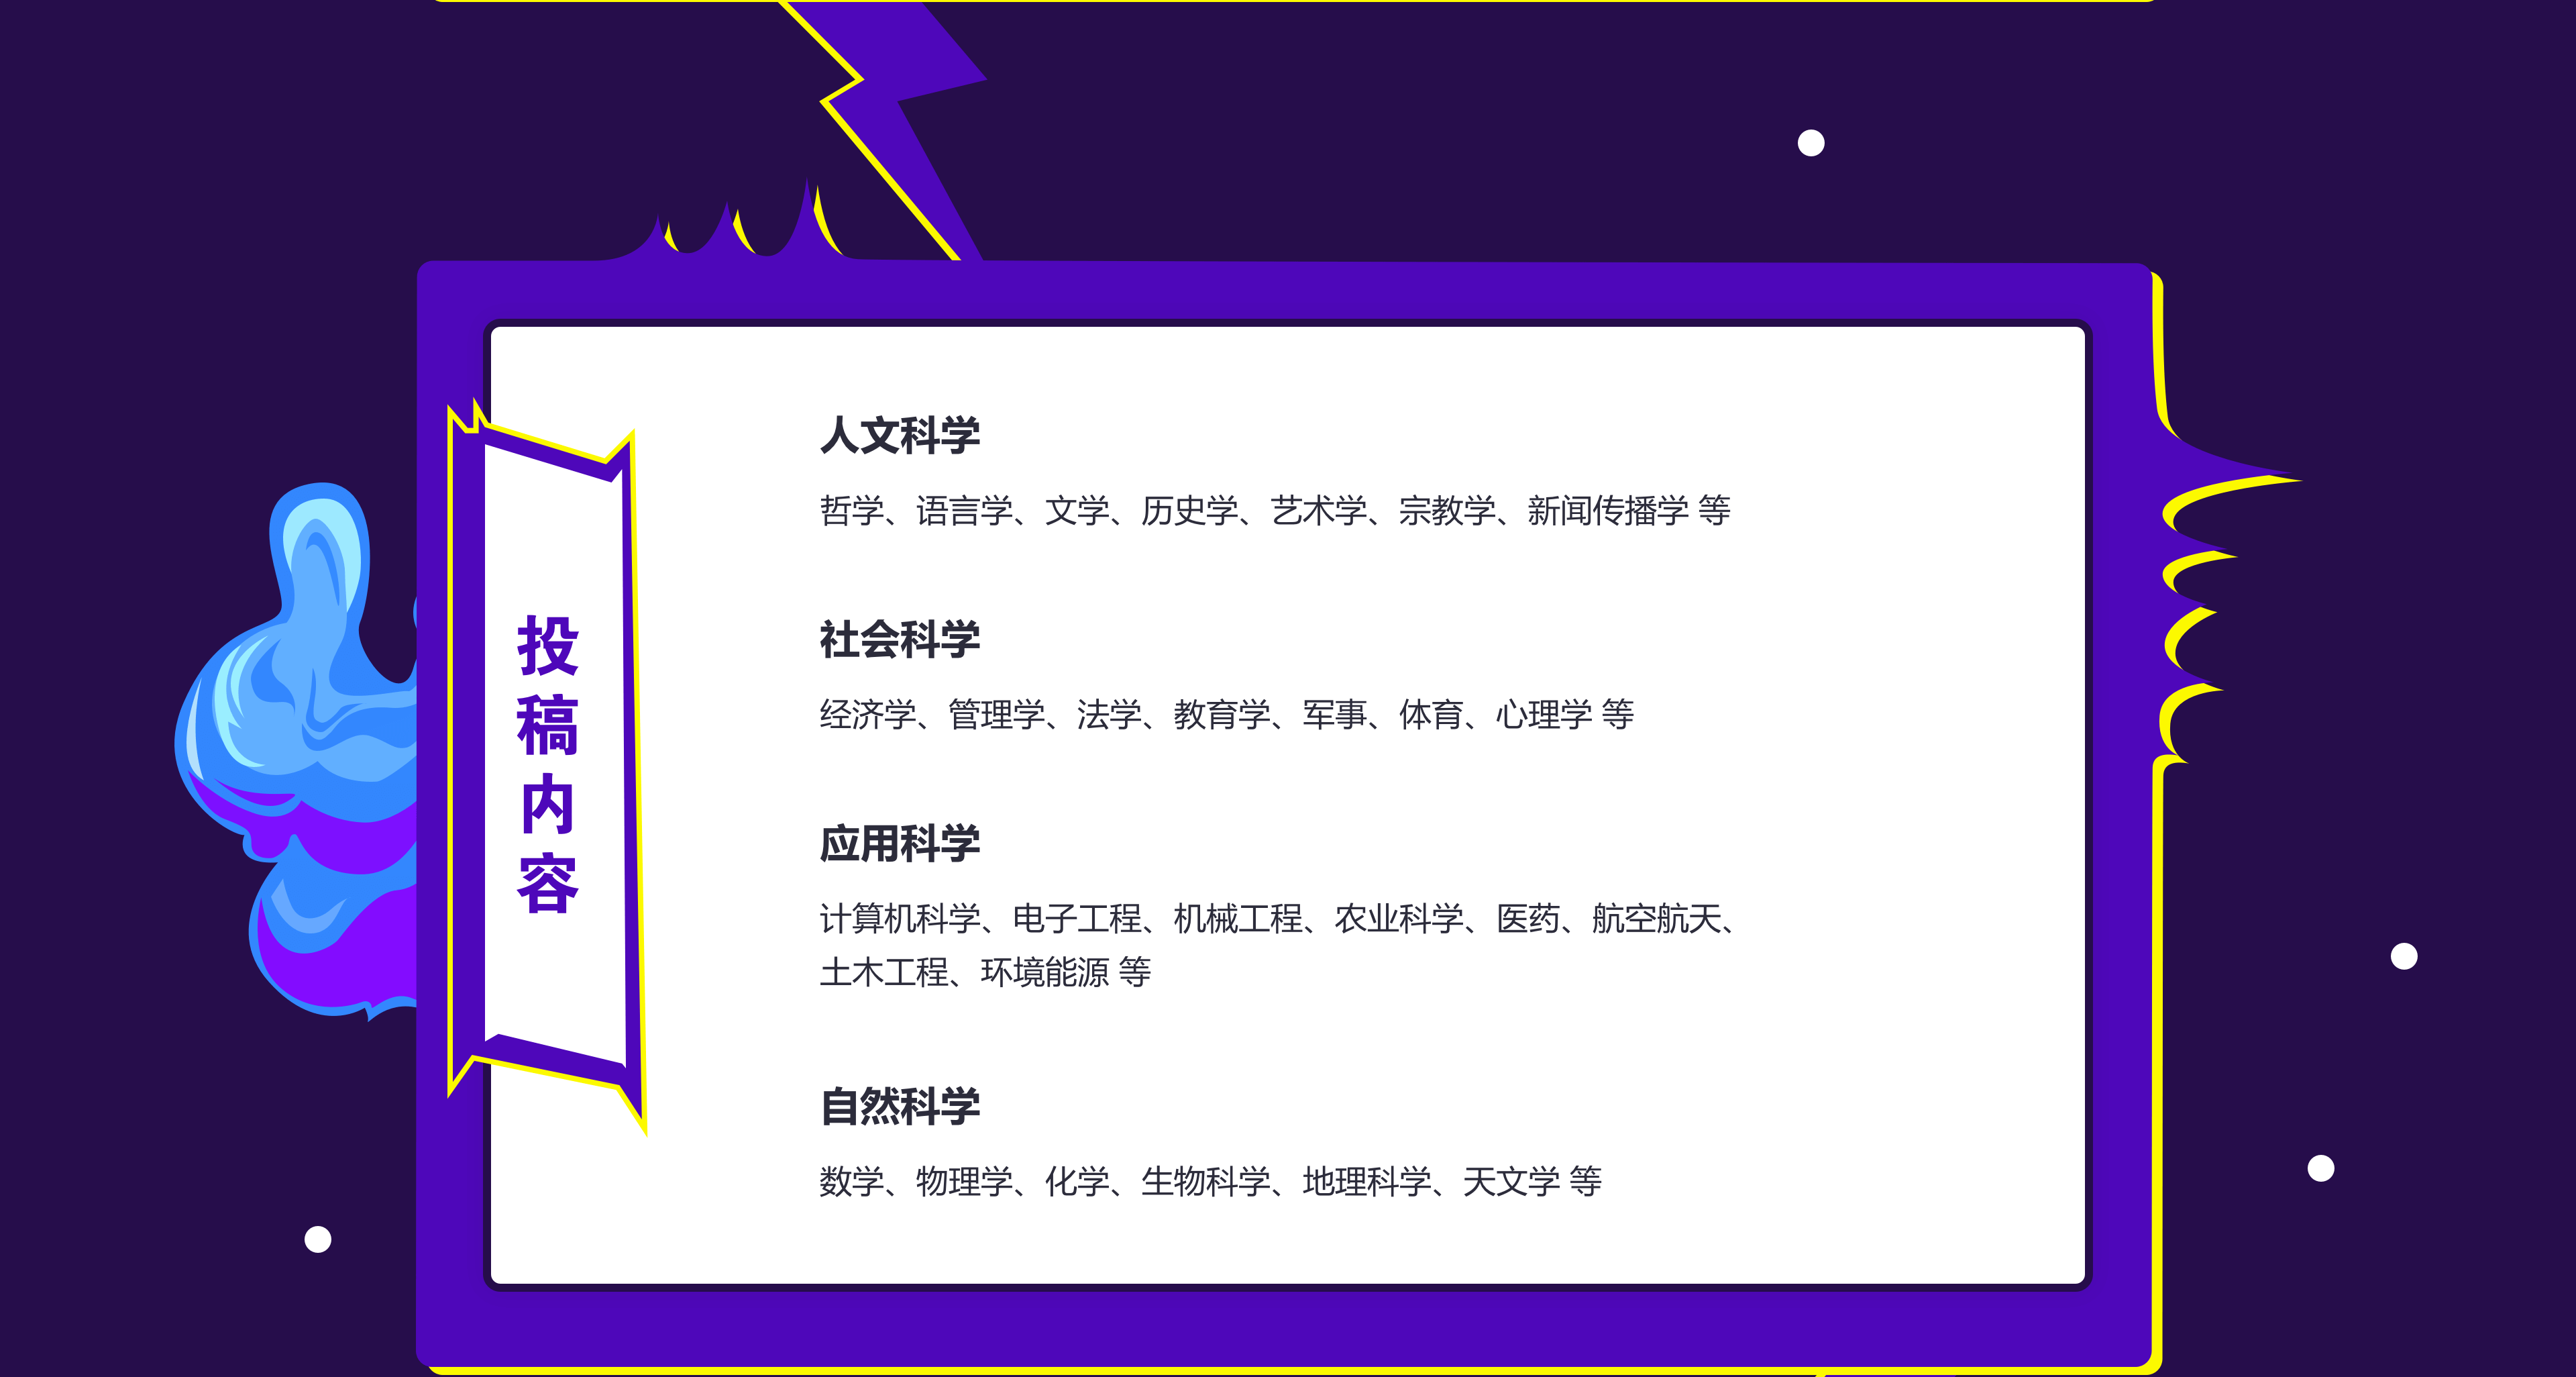 投稿内容
人文科学
哲学、语言学、文学、历史学、艺术学、宗教学、新闻传播学 等
社会科学
经济学、管理学、法学、教育学、军事、体育、心理学 等
应用科学
计算机科学、电子工程、机械工程、农业科学、医药、航空航天、
土木工程、环境能源 等
自然科学
数学、物理学、化学、生物科学、地理科学、天文学 等